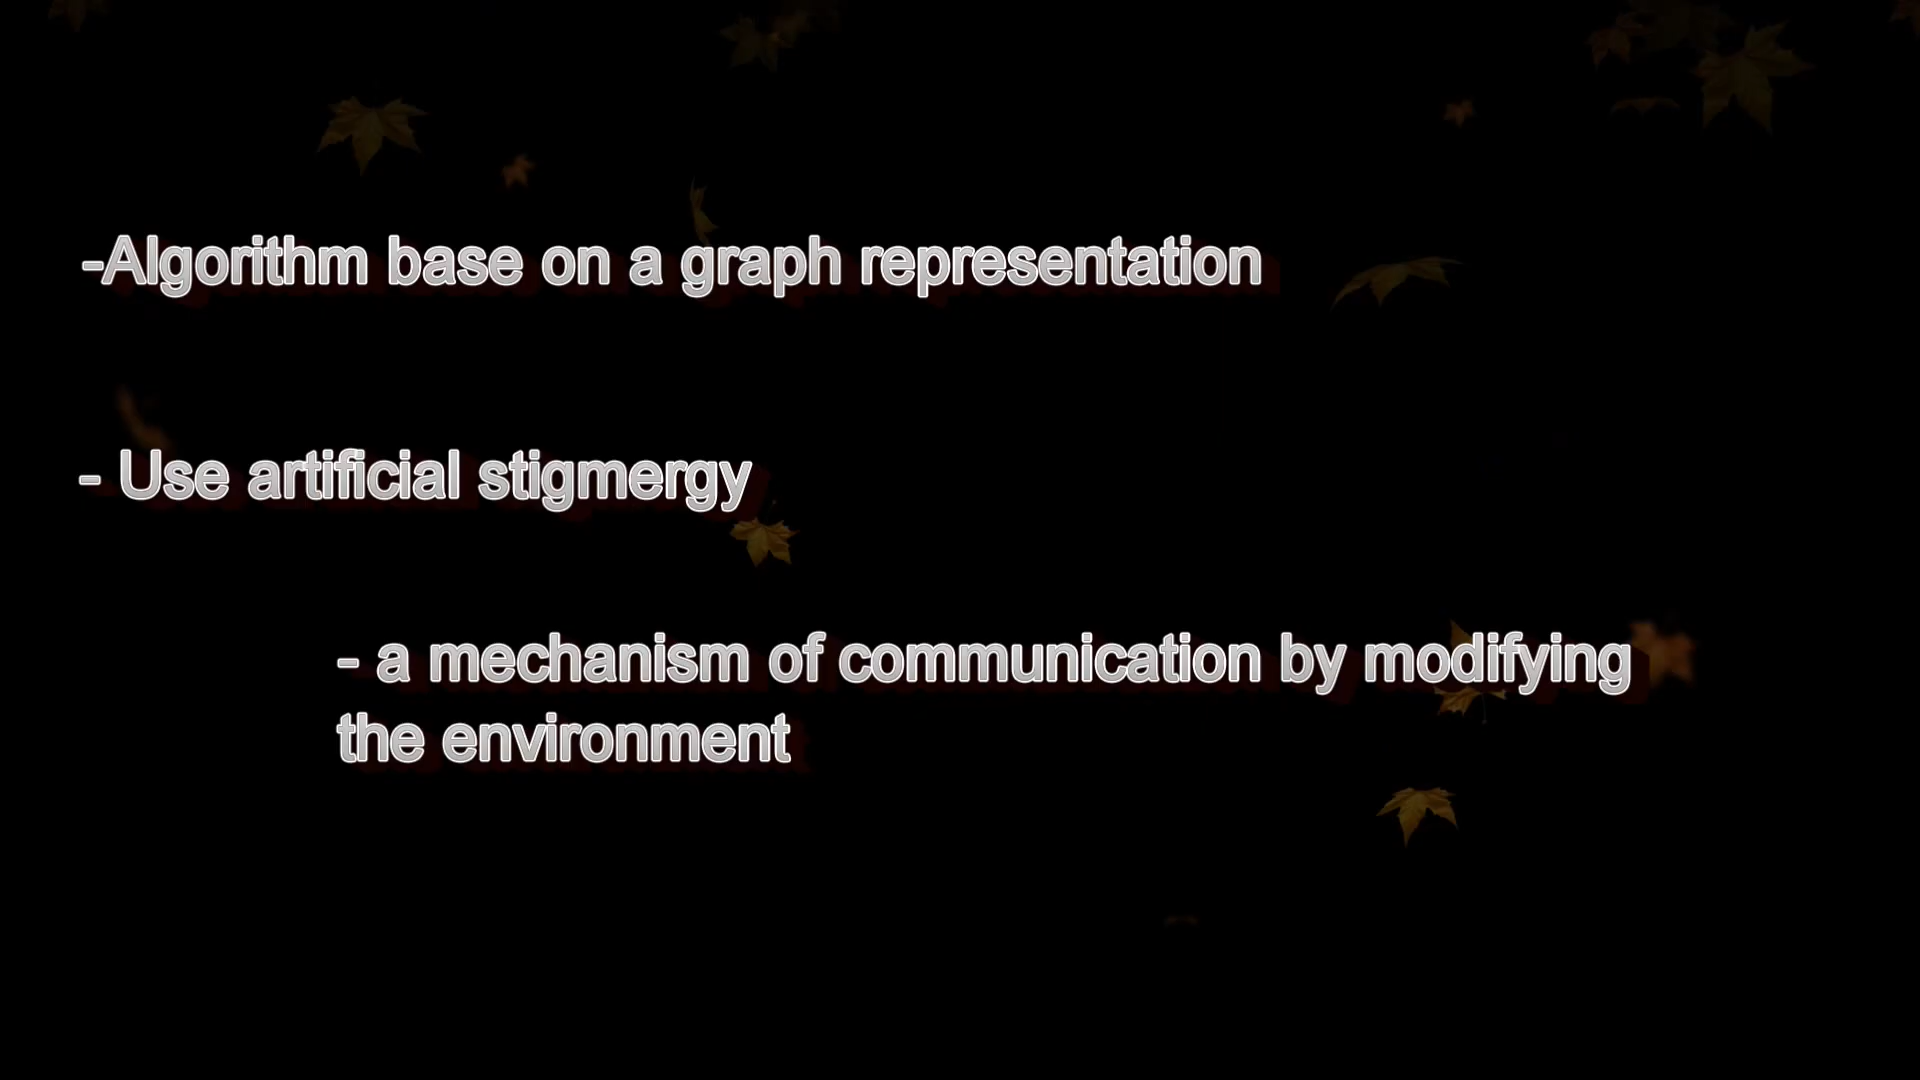 -Algorithm base on a graph representation
- Use artificial stigmergy
- a mechanism of communication by modifying
the environment